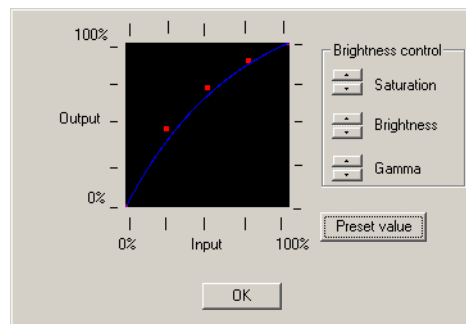 100%
Output
0%
0%
Input
100%
Brightness control
Saturation
Brightness
Gamma
Preset value
OK